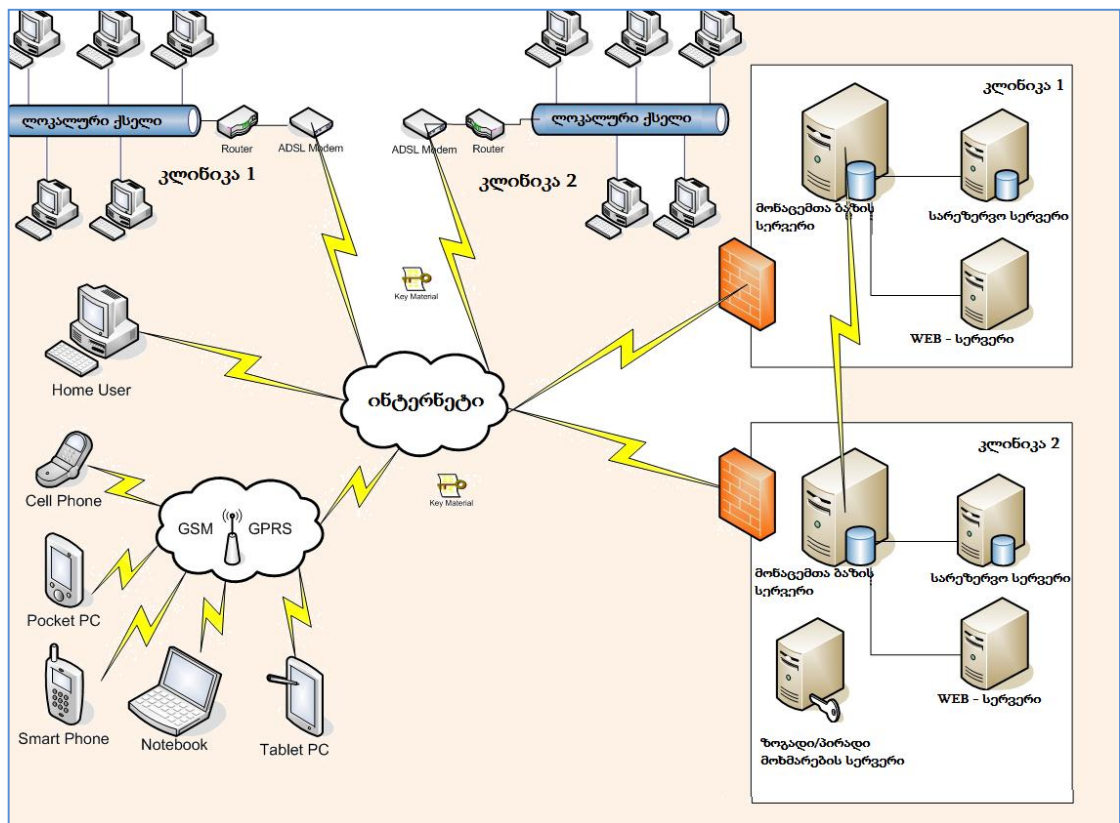 ლოკალური ქსელი
Router
ADSL Modem
კლინიკა 1
ADSL Modem
Router
ლოკალური ქსელი
კლინიკა 2
კლინიკა 1
მონაცემთა ბაზის
სერვერი
სარეზერვო სერვერი
WEB - სერვერი
Key Material
Home User
ინტერნეტი
Key Material
Cell Phone
GSM
GPRS
Pocket PC
Smart Phone
Notebook
Tablet PC
კლინიკა 2
მონაცემთა ბაზის
სერვერი
სარეზერვო სერვერი
WEB - სერვერი
ზოგადი/პირადი
მოხმარების სერვერი